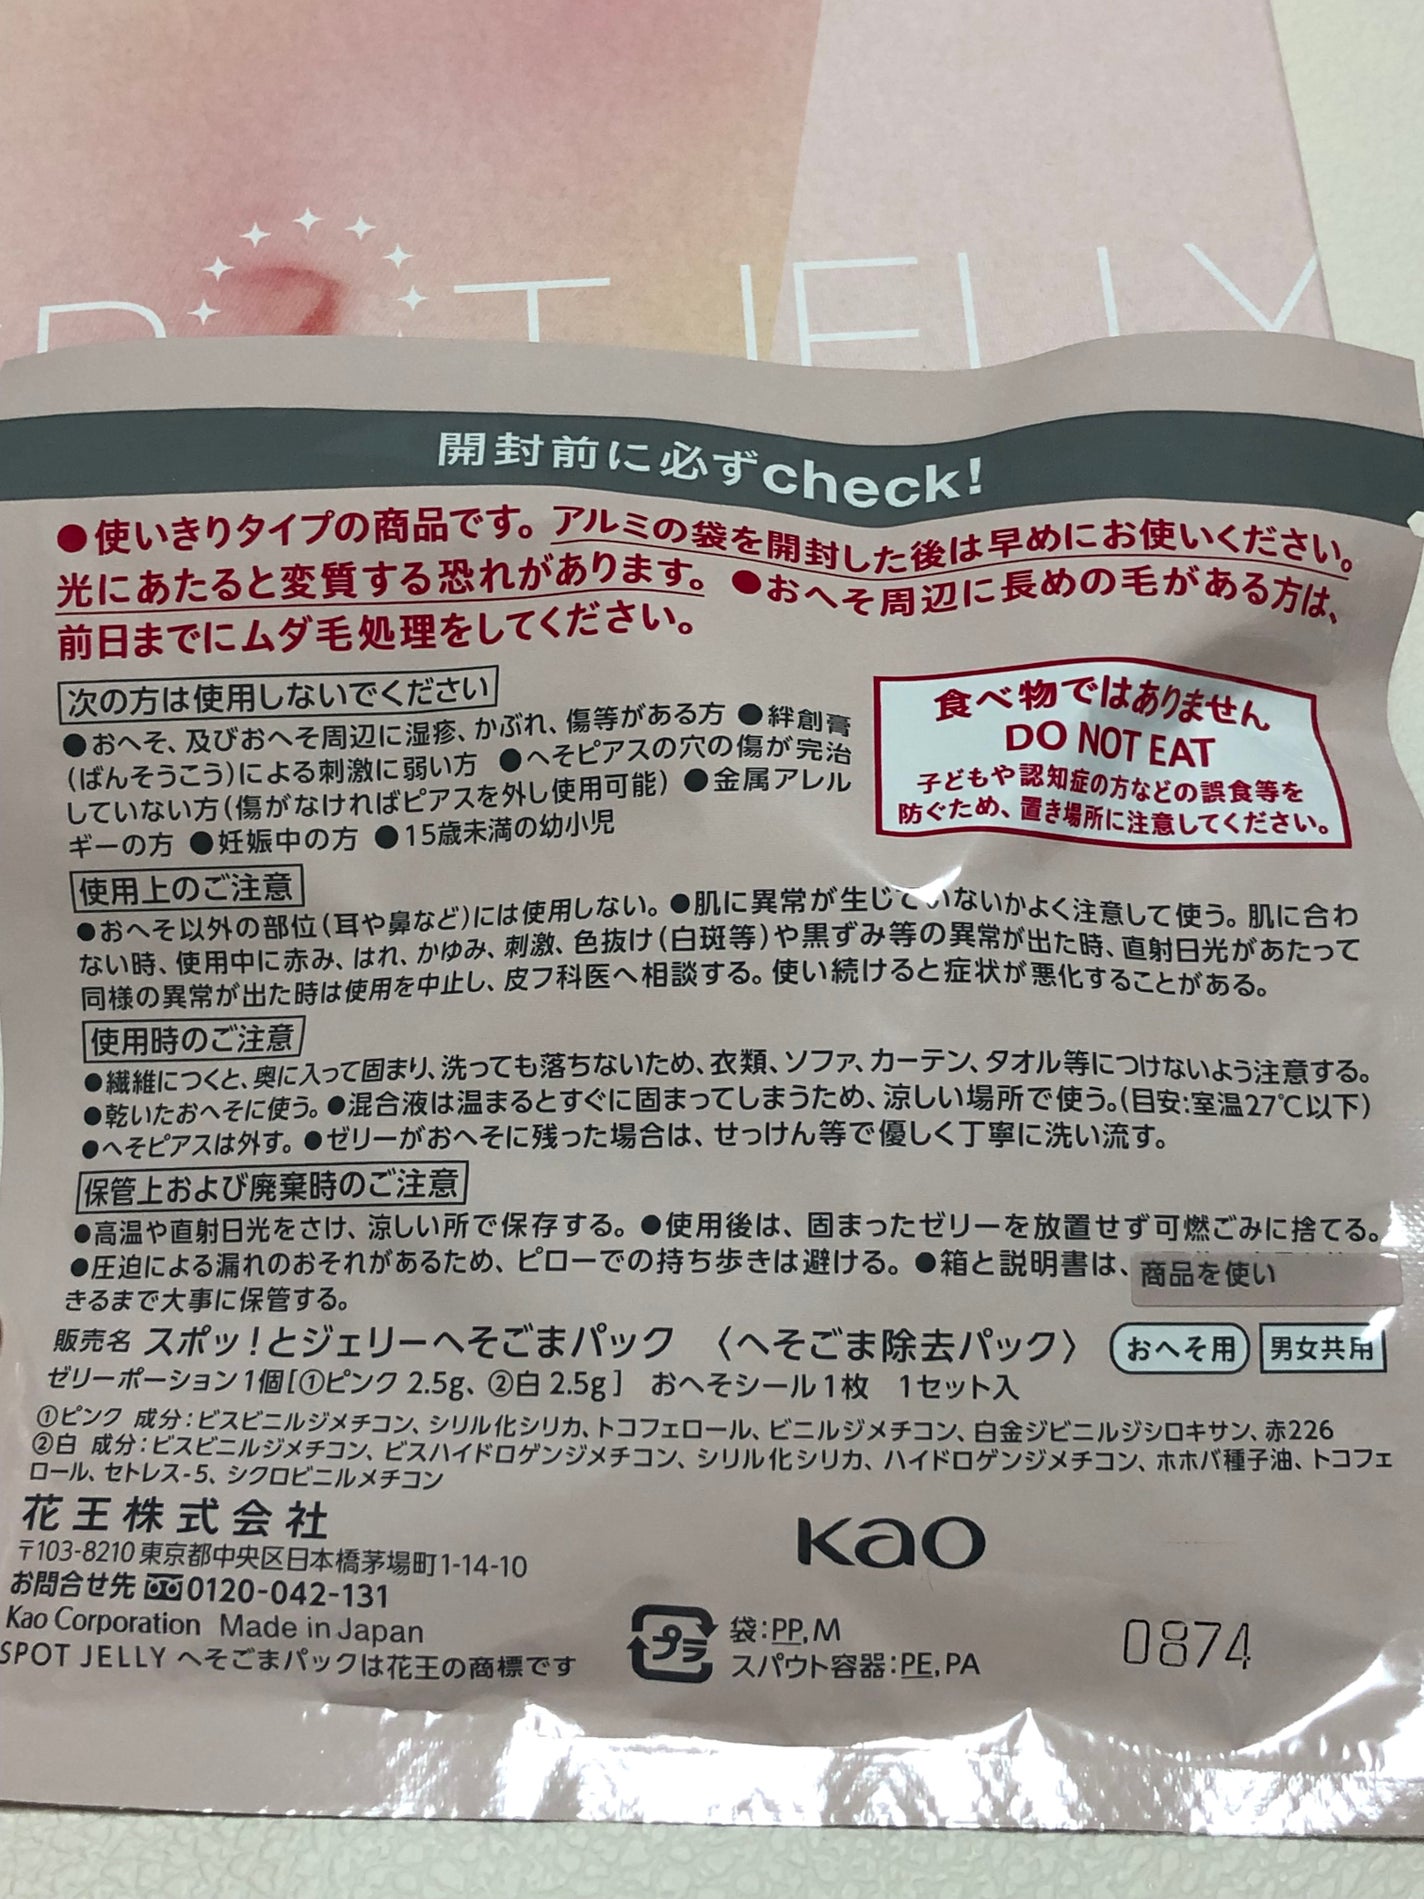 POT JELLY
開封前に必ずcheck!
●使いきりタイプの商品です。アルミの袋を開封した後は早めにお使いください。
光にあたると変質する恐れがあります。●おへそ周辺に長めの毛がある方は、
前日までにムダ毛処理をしてください。
次の方は使用しないでください
●おへそ、及びおへそ周辺に湿疹、かぶれ、傷等がある方 ●絆創膏
(ばんそうこう)による刺激に弱い方 ●へそピアスの穴の傷が完治
していない方(傷がなければピアスを外し使用可能) ●金属アレル
ギーの方 ●妊娠中の方 ●15歳未満の幼小児
食べ物ではありません
DO NOT EAT
子どもや認知症の方などの誤食等を
防ぐため、置き場所に注意してください。
使用上のご注意
●おへそ以外の部位(耳や鼻など)には使用しない。●肌に異常が生じていないかよく注意して使う。肌に合わ
ない時、使用中に赤み、はれ、かゆみ、刺激、色抜け(白斑等)や黒ずみ等の異常が出た時、直射日光があたって
同様の異常が出た時は使用を中止し、皮フ科医へ相談する。使い続けると症状が悪化することがある。
使用時のご注意
●繊維につくと、奥に入って固まり、洗っても落ちないため、衣類、ソファ、カーテン、タオル等につけないよう注意する。
●乾いたおへそに使う。●混合液は温まるとすぐに固まってしまうため、涼しい場所で使う。(目安:室温27℃以下)
●へそピアスは外す。●ゼリーがおへそに残った場合は、せっけん等で優しく丁寧に洗い流す。
保管上および廃棄時のご注意
●高温や直射日光をさけ、涼しい所で保存する。●使用後は、固まったゼリーを放置せず可燃ごみに捨てる。
●圧迫による漏れのおそれがあるため、ピローでの持ち歩きは避ける。●箱と説明書は、商品を使い
きるまで大事に保管する。
販売名 スポッ!とジェリーへそごまパック 〈へそごま除去パック〉 おへそ用 男女共用
ゼリーポーション1個[①ピンク 2.5g、②白 2.5g] おへそシール1枚 1セット入
①ピンク 成分:ビスビニルジメチコン、シリル化シリカ、トコフェロール、ビニルジメチコン、白金ジビニルジシロキサン、赤226
②白 成分:ビスビニルジメチコン、ビスハイドロゲンジメチコン、シリル化シリカ、ハイドロゲンジメチコン、ホホバ種子油、トコフェ
ロール、セトレス-5、シクロビニルメチコン
花王株式会社
〒103-8210 東京都中央区日本橋茅場町1-14-10
お問合せ先 0120-042-131
Kao Corporation Made in Japan
SPOT JELLY へそごまパックは花王の商標です
Kao
プラ
袋:PP,M
スパウト容器:PE,PA
0874